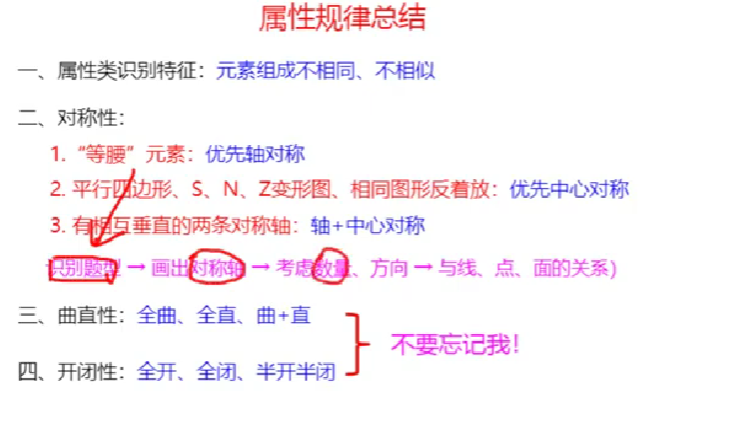 属性规律总结
一、属性类识别特征：元素组成不相同、不相似
二、对称性：
1. “等腰”元素：优先轴对称
2. 平行四边形、S、N、Z变形图、相同图形反着放：优先中心对称
3. 有相互垂直的两条对称轴：轴+中心对称
识别题型 → 画出对称轴 → 考虑数量、方向 → 与线、点、面的关系）
三、曲直性：全曲、全直、曲+直
不要忘记我！
四、开闭性：全开、全闭、半开半闭